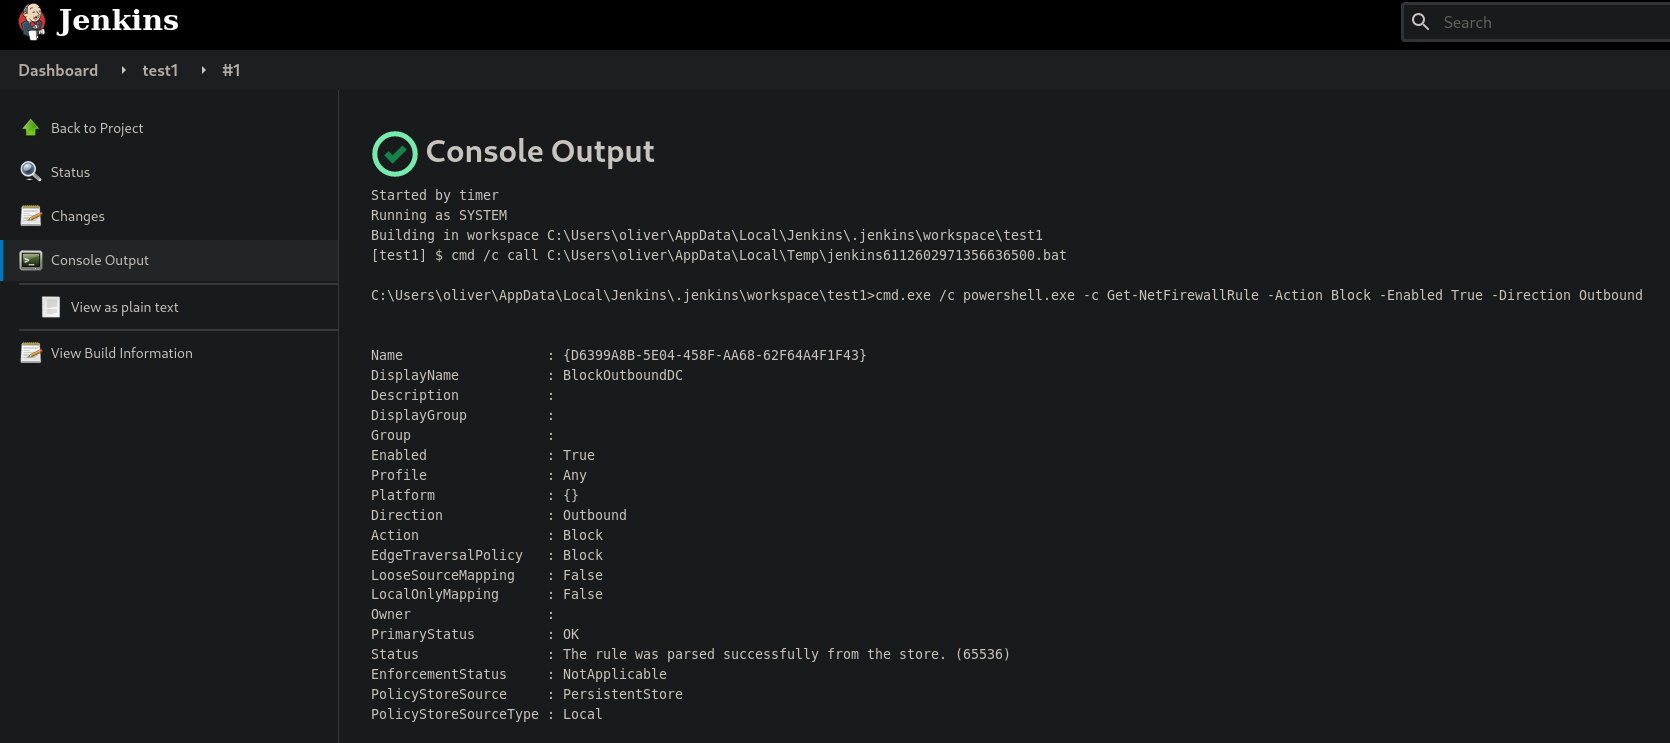 Jenkins
Search
Dashboard
test1
#1
Back to Project
Status
Changes
Console Output
View as plain text
View Build Information
Console Output
Started by timer
Running as SYSTEM
Building in workspace C:\Users\oliver\AppData\Local\Jenkins\.jenkins\workspace\test1
[test1] $ cmd /c call C:\Users\oliver\AppData\Local\Temp\jenkins6112602971356636500.bat
C:\Users\oliver\AppData\Local\Jenkins\.jenkins\workspace\test1>cmd.exe /c powershell.exe -c Get-NetFirewallRule -Action Block -Enabled True -Direction Outbound
Name                  : {D6399A8B-5E04-458F-AA68-62F64A4F1F43}
DisplayName           : BlockOutboundDC
Description           :
DisplayGroup          :
Group                 :
Enabled               : True
Profile               : Any
Platform              : {}
Direction             : Outbound
Action                : Block
EdgeTraversalPolicy   : Block
LooseSourceMapping    : False
LocalOnlyMapping      : False
Owner                 :
PrimaryStatus         : OK
Status                : The rule was parsed successfully from the store. (65536)
EnforcementStatus     : NotApplicable
PolicyStoreSource     : PersistentStore
PolicyStoreSourceType : Local